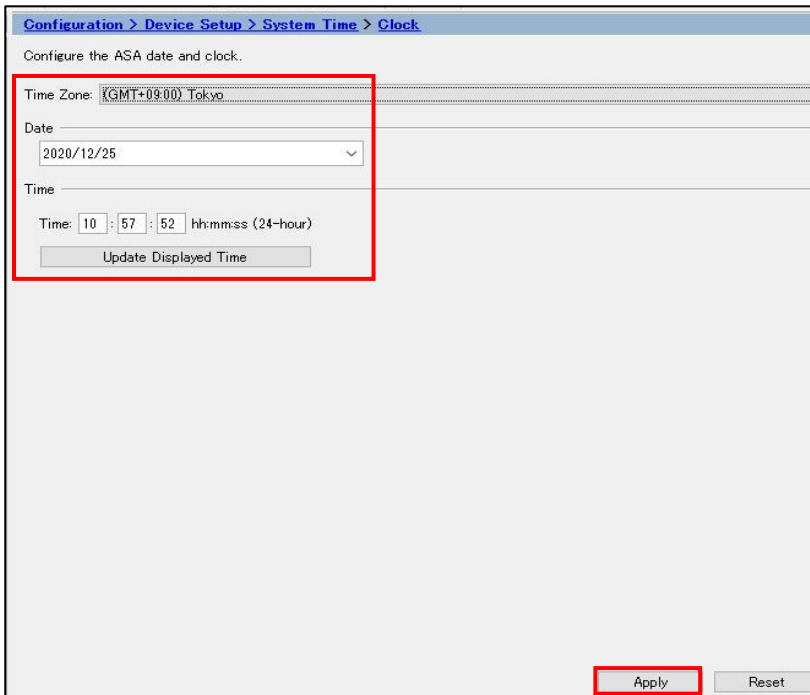 Configuration > Device Setup > System Time > Clock
Configure the ASA date and clock.
Time Zone: (GMT+09:00) Tokyo
Date
2020/12/25
Time
Time: 10 : 57 : 52 hh:mm:ss (24-hour)
Update Displayed Time
Apply Reset